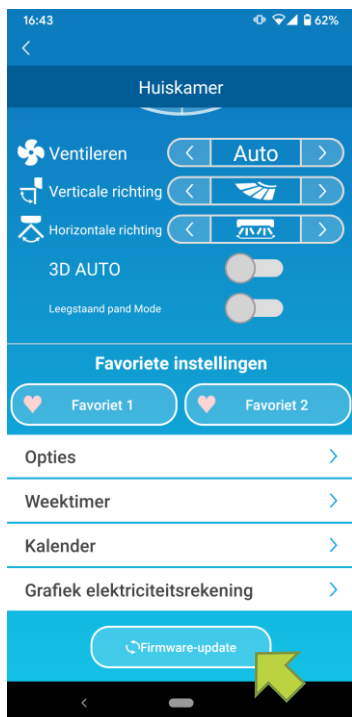 16:43
62%
Huiskamer
Ventileren
Auto
Verticale richting
Horizontale richting
3D AUTO
Leegstaand pand Mode
Favoriete instellingen
Favoriet 1
Favoriet 2
Opties
Weektimer
Kalender
Grafiek elektriciteitsrekening
Firmware-update